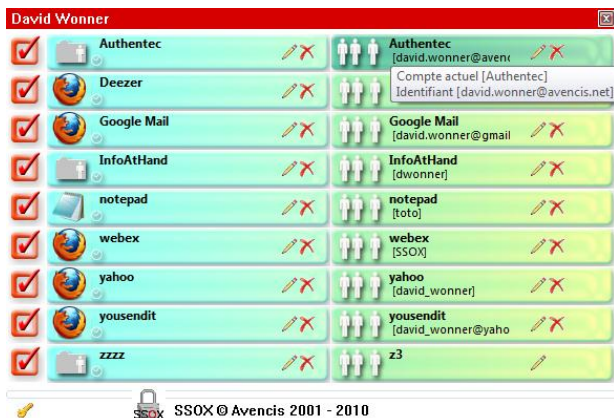 David Wonner
Authentec
Authentec
[david.wonner@avenc
Compte actuel [Authentec]
Identifiant [david.wonner@avencis.net]
Deezer
Google Mail
Google Mail
[david.wonner@gmail
InfoAtHand
InfoAtHand
[dwonner]
notepad
notepad
[toto]
webex
webex
[SSOX]
yahoo
yahoo
[david_wonner]
yousendit
yousendit
[david_wonner@yaho
zzzz
z3
SSOX
SSOX © Avencis 2001 - 2010